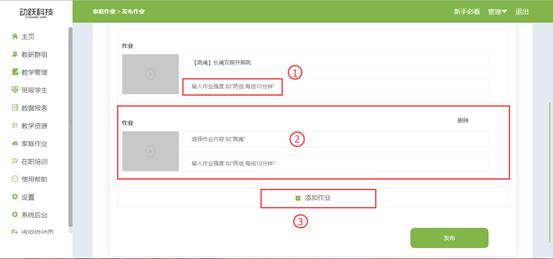 动跃科技
家庭作业 > 发布作业
新手必看 管理▼ 退出
主页
教研群组
教学管理
班级学生
数据报表
教学资源
家庭作业
在职培训
使用帮助
设置
系统后台
作业
【跳绳】长绳双脚开脚跳
输入作业强度 如"两组,每组10分钟"
①
作业
删除
选择作业内容 如"跳绳"
②
输入作业强度 如"两组,每组10分钟"
添加作业
③
发布